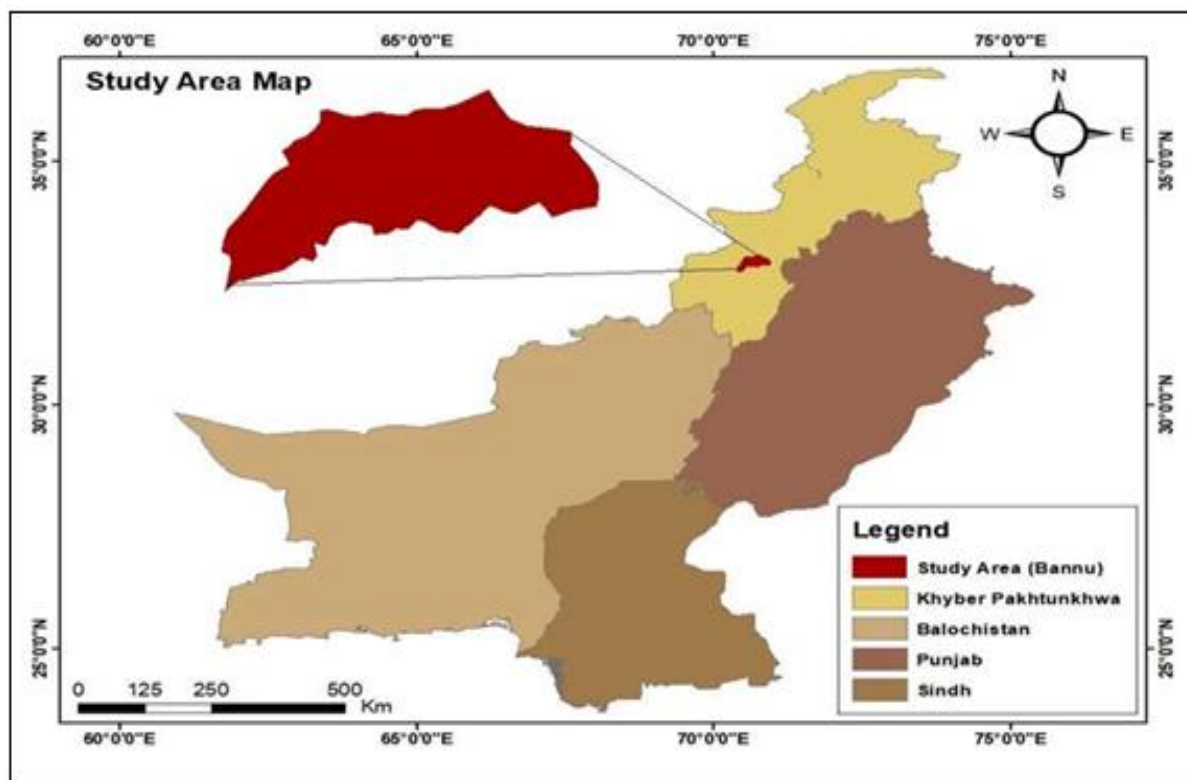 60°0'0"E 65°0'0"E 70°0'0"E 75°0'0"E
Study Area Map
N
W E
S
35°0'0"N 35°0'0"N
30°0'0"N 30°0'0"N
Legend
Study Area (Bannu)
Khyber Pakhtunkhwa
Balochistan
Punjab
Sindh
25°0'0"N 25°0'0"N
0 125 250 500
Km
60°0'0"E 65°0'0"E 70°0'0"E 75°0'0"E